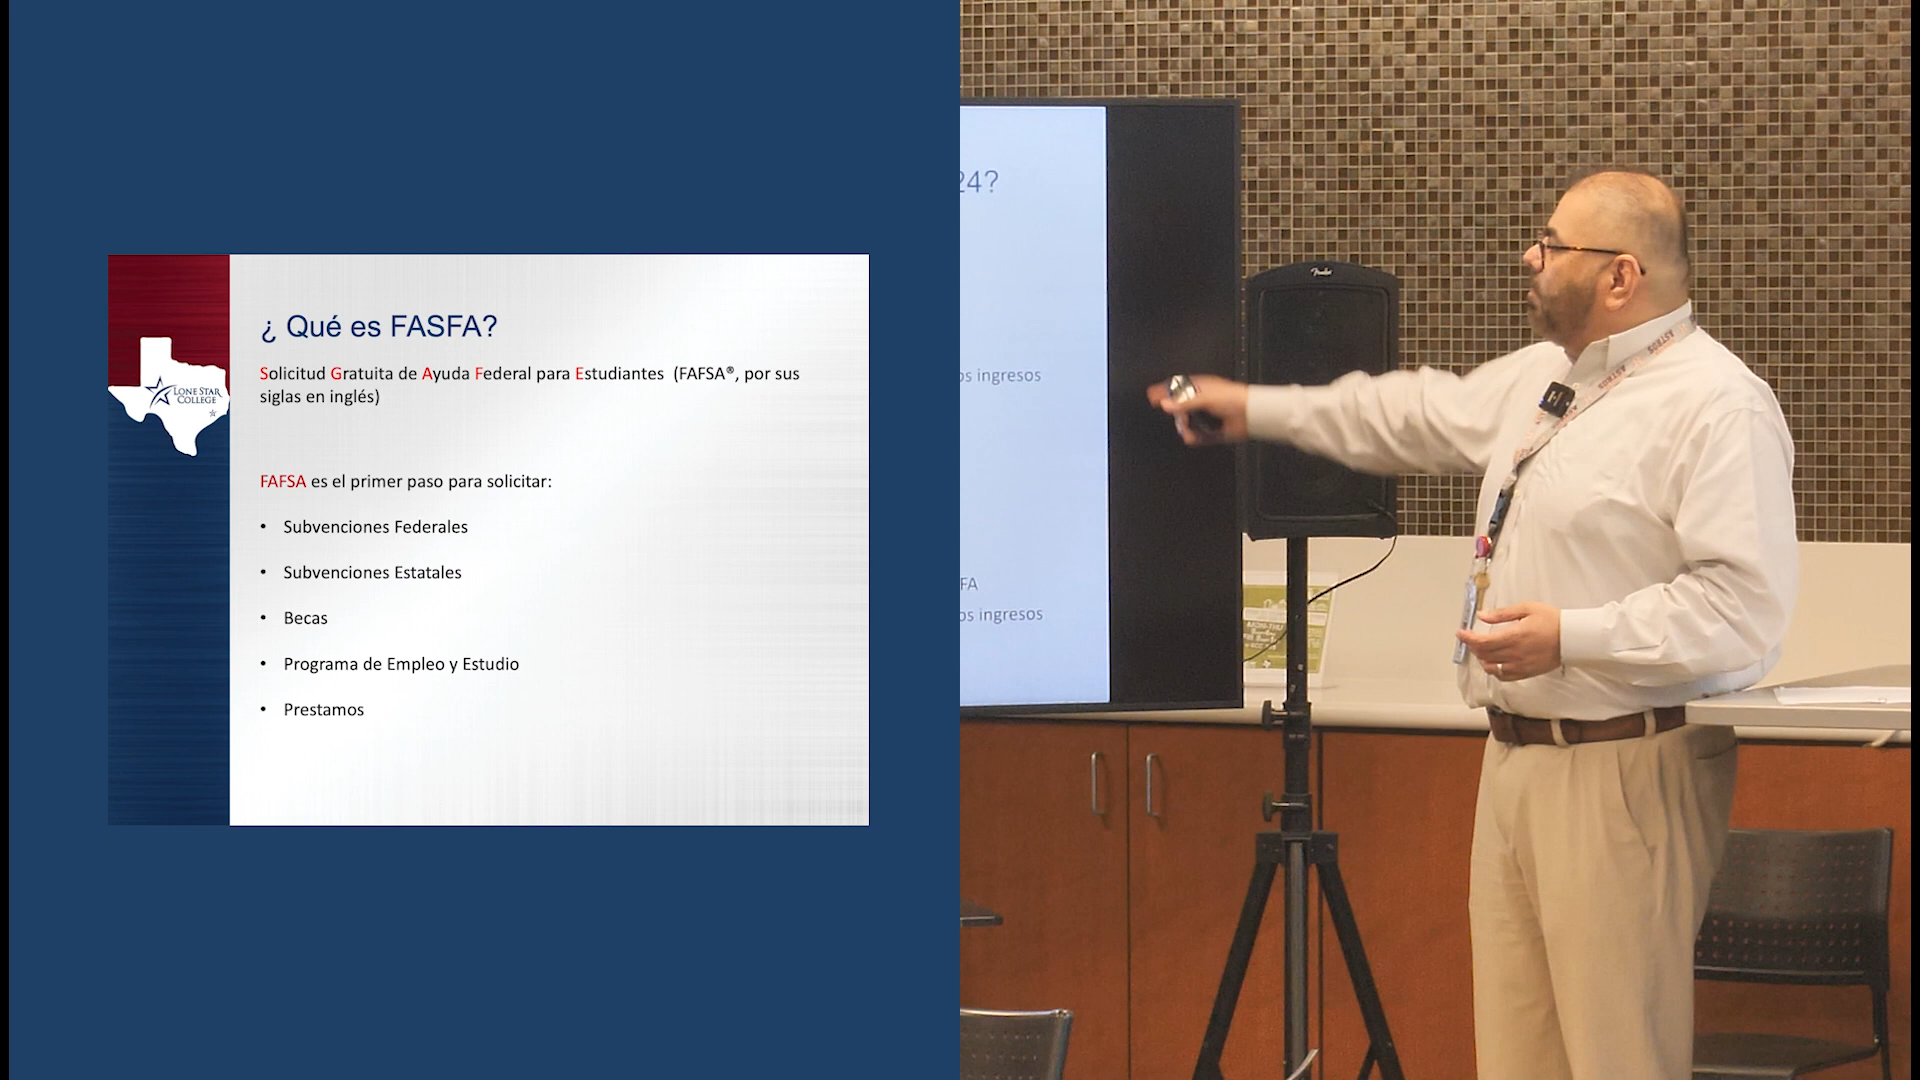 ¿ Qué es FASFA?
Solicitud Gratuita de Ayuda Federal para Estudiantes (FAFSA®, por sus
siglas en inglés)
FAFSA es el primer paso para solicitar:
• Subvenciones Federales
• Subvenciones Estatales
• Becas
• Programa de Empleo y Estudio
• Prestamos
LONE STAR
COLLEGE
24?
os ingresos
FA
os ingresos
Fender
ASTROS